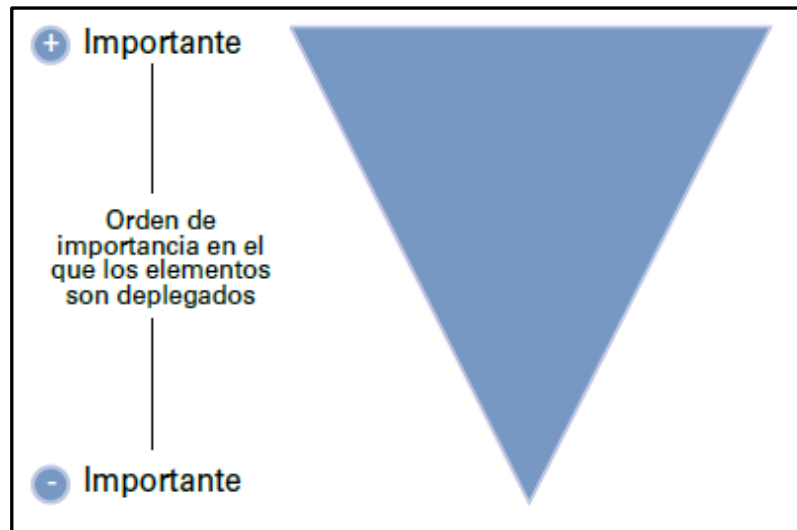 + Importante
Orden de
importancia en el
que los elementos
son deplegados
- Importante